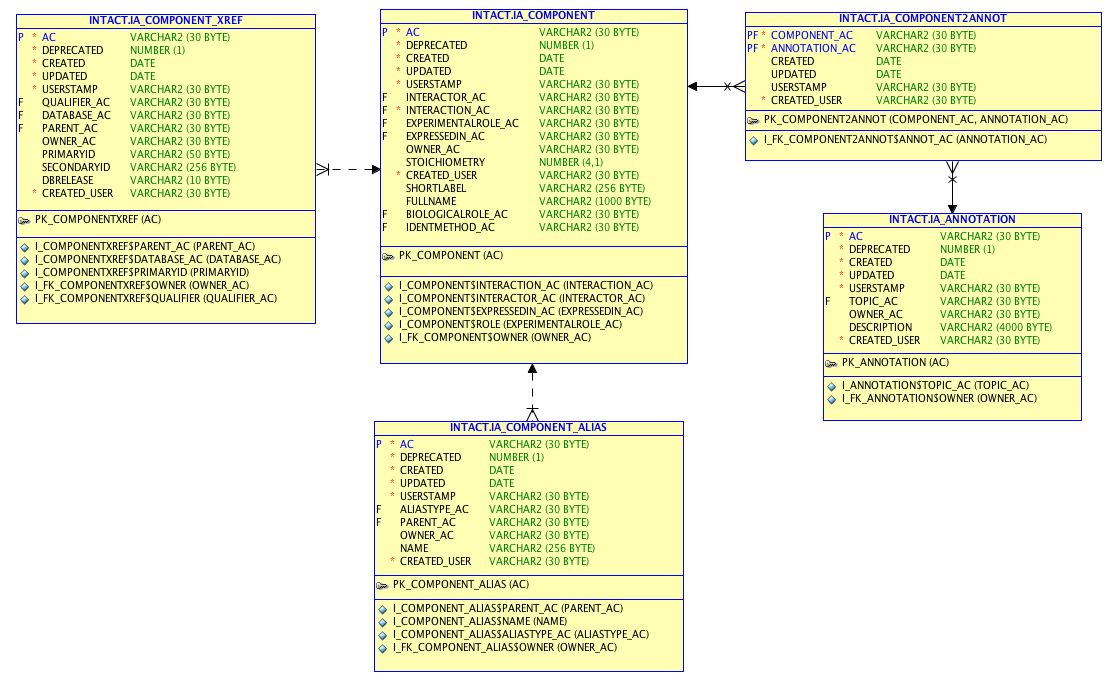 INTACT.IA_COMPONENT_XREF
P * AC VARCHAR2 (30 BYTE)
* DEPRECATED NUMBER (1)
* CREATED DATE
* UPDATED DATE
* USERSTAMP VARCHAR2 (30 BYTE)
F QUALIFIER_AC VARCHAR2 (30 BYTE)
F DATABASE_AC VARCHAR2 (30 BYTE)
F PARENT_AC VARCHAR2 (30 BYTE)
OWNER_AC VARCHAR2 (30 BYTE)
PRIMARYID VARCHAR2 (50 BYTE)
SECONDARYID VARCHAR2 (256 BYTE)
DBRELEASE VARCHAR2 (10 BYTE)
* CREATED_USER VARCHAR2 (30 BYTE)
PK_COMPONENTXREF (AC)
I_COMPONENTXREF$PARENT_AC (PARENT_AC)
I_COMPONENTXREF$DATABASE_AC (DATABASE_AC)
I_COMPONENTXREF$PRIMARYID (PRIMARYID)
I_FK_COMPONENTXREF$OWNER (OWNER_AC)
I_FK_COMPONENTXREF$QUALIFIER (QUALIFIER_AC)
INTACT.IA_COMPONENT
P * AC VARCHAR2 (30 BYTE)
* DEPRECATED NUMBER (1)
* CREATED DATE
* UPDATED DATE
* USERSTAMP VARCHAR2 (30 BYTE)
F INTERACTOR_AC VARCHAR2 (30 BYTE)
F * INTERACTION_AC VARCHAR2 (30 BYTE)
F EXPERIMENTALROLE_AC VARCHAR2 (30 BYTE)
F EXPRESSEDIN_AC VARCHAR2 (30 BYTE)
OWNER_AC VARCHAR2 (30 BYTE)
STOICHIOMETRY NUMBER (4,1)
* CREATED_USER VARCHAR2 (30 BYTE)
SHORTLABEL VARCHAR2 (256 BYTE)
FULLNAME VARCHAR2 (1000 BYTE)
F BIOLOGICALROLE_AC VARCHAR2 (30 BYTE)
F IDENTMETHOD_AC VARCHAR2 (30 BYTE)
PK_COMPONENT (AC)
I_COMPONENT$INTERACTION_AC (INTERACTION_AC)
I_COMPONENT$INTERACTOR_AC (INTERACTOR_AC)
I_COMPONENT$EXPRESSEDIN_AC (EXPRESSEDIN_AC)
I_COMPONENT$ROLE (EXPERIMENTALROLE_AC)
I_FK_COMPONENT$OWNER (OWNER_AC)
INTACT.IA_COMPONENT2ANNOT
PF * COMPONENT_AC VARCHAR2 (30 BYTE)
PF * ANNOTATION_AC VARCHAR2 (30 BYTE)
CREATED DATE
UPDATED DATE
USERSTAMP VARCHAR2 (30 BYTE)
* CREATED_USER VARCHAR2 (30 BYTE)
PK_COMPONENT2ANNOT (COMPONENT_AC, ANNOTATION_AC)
I_FK_COMPONENT2ANNOT$ANNOT_AC (ANNOTATION_AC)
INTACT.IA_ANNOTATION
P * AC VARCHAR2 (30 BYTE)
* DEPRECATED NUMBER (1)
* CREATED DATE
* UPDATED DATE
* USERSTAMP VARCHAR2 (30 BYTE)
F TOPIC_AC VARCHAR2 (30 BYTE)
OWNER_AC VARCHAR2 (30 BYTE)
DESCRIPTION VARCHAR2 (4000 BYTE)
* CREATED_USER VARCHAR2 (30 BYTE)
PK_ANNOTATION (AC)
I_ANNOTATION$TOPIC_AC (TOPIC_AC)
I_FK_ANNOTATION$OWNER (OWNER_AC)
INTACT.IA_COMPONENT_ALIAS
P * AC VARCHAR2 (30 BYTE)
* DEPRECATED NUMBER (1)
* CREATED DATE
* UPDATED DATE
* USERSTAMP VARCHAR2 (30 BYTE)
F ALIASTYPE_AC VARCHAR2 (30 BYTE)
F PARENT_AC VARCHAR2 (30 BYTE)
OWNER_AC VARCHAR2 (30 BYTE)
NAME VARCHAR2 (256 BYTE)
* CREATED_USER VARCHAR2 (30 BYTE)
PK_COMPONENT_ALIAS (AC)
I_COMPONENT_ALIAS$PARENT_AC (PARENT_AC)
I_COMPONENT_ALIAS$NAME (NAME)
I_COMPONENT_ALIAS$ALIASTYPE_AC (ALIASTYPE_AC)
I_FK_COMPONENT_ALIAS$OWNER (OWNER_AC)